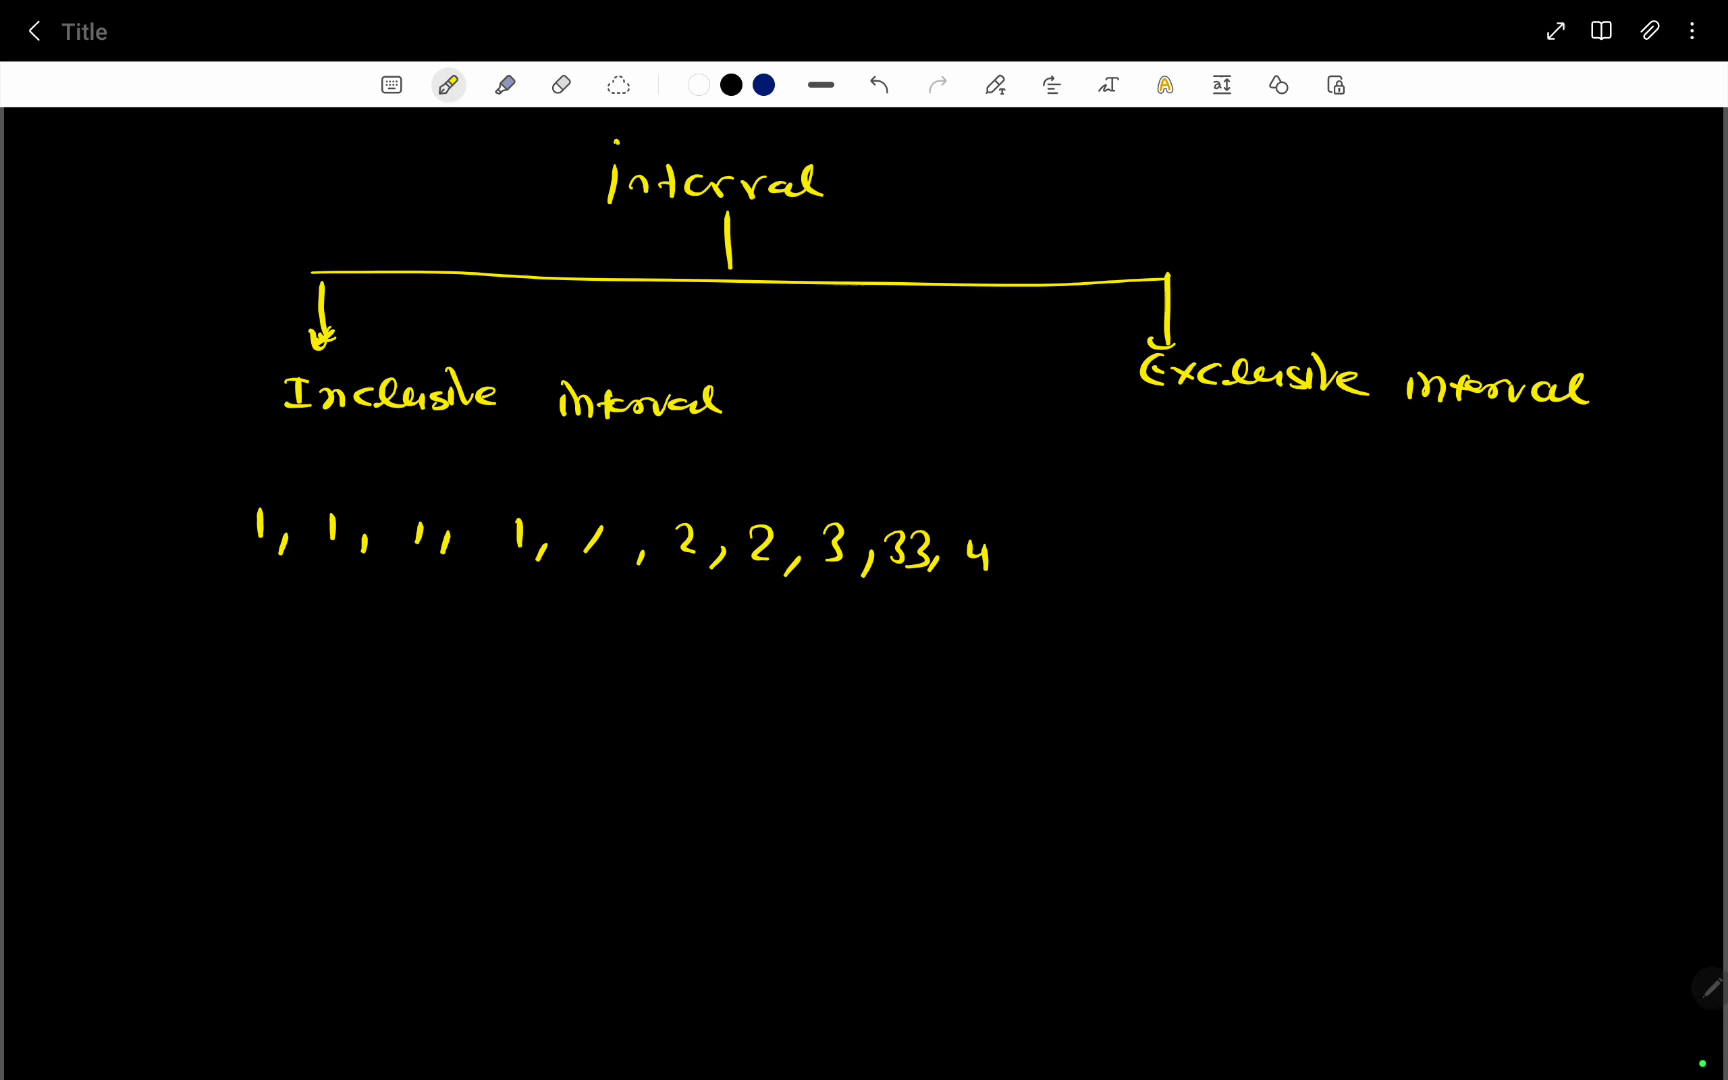 Title
interval
Inclusive interval
Exclusive interval
1, 1, 1, 1, 1, 2, 2, 3, 33, 4